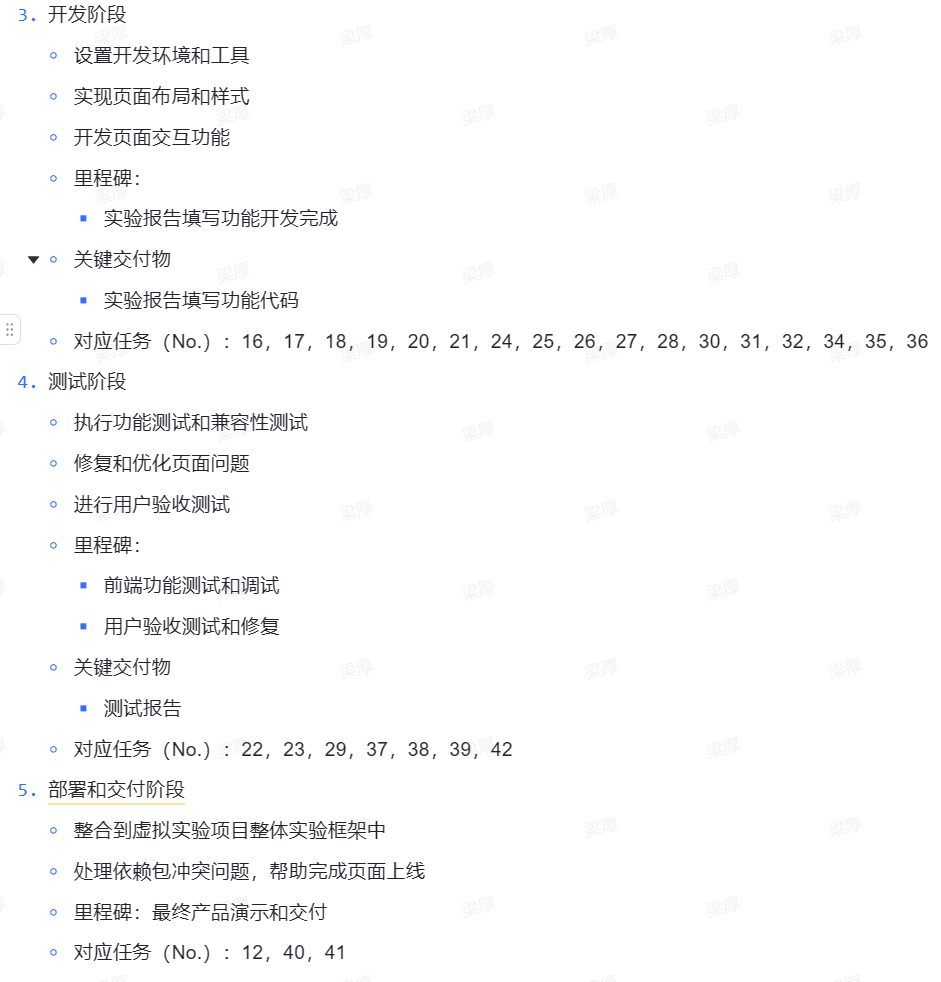 3. 开发阶段
设置开发环境和工具
实现页面布局和样式
开发页面交互功能
里程碑：
实验报告填写功能开发完成
关键交付物
实验报告填写功能代码
对应任务（No.）：16，17，18，19，20，21，24，25，26，27，28，30，31，32，34，35，36
4. 测试阶段
执行功能测试和兼容性测试
修复和优化页面问题
进行用户验收测试
里程碑：
前端功能测试和调试
用户验收测试和修复
关键交付物
测试报告
对应任务（No.）：22，23，29，37，38，39，42
5. 部署和交付阶段
整合到虚拟实验项目整体实验框架中
处理依赖包冲突问题，帮助完成页面上线
里程碑：最终产品演示和交付
对应任务（No.）：12，40，41
梁厚